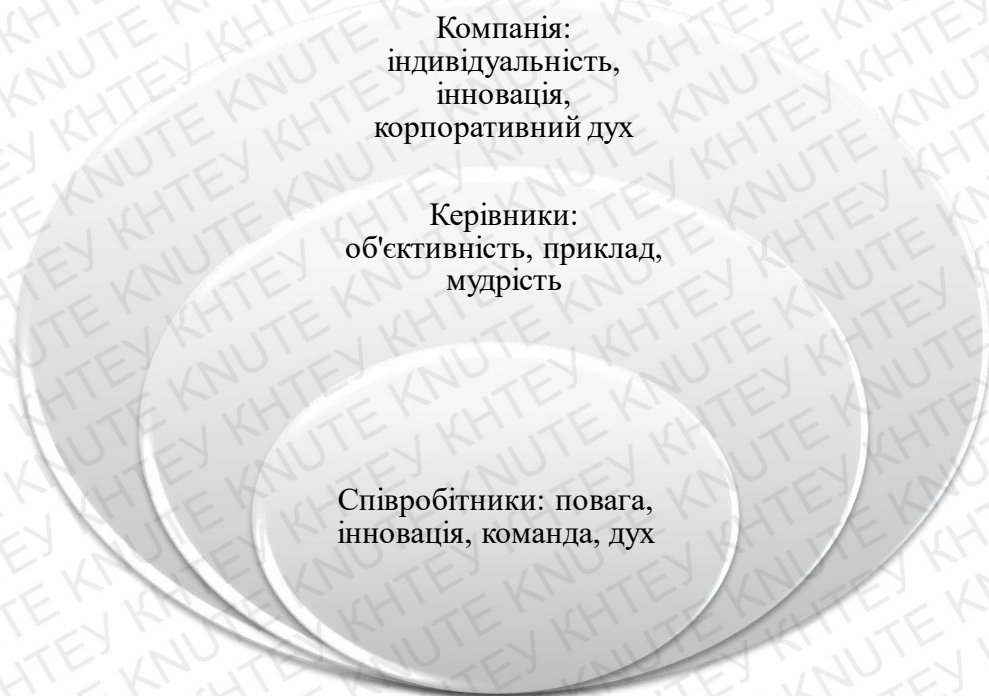 Компанія:
індивідуальність,
інновація,
корпоративний дух
Керівники:
об'єктивність, приклад,
мудрість
Співробітники: повага,
інновація, команда, дух